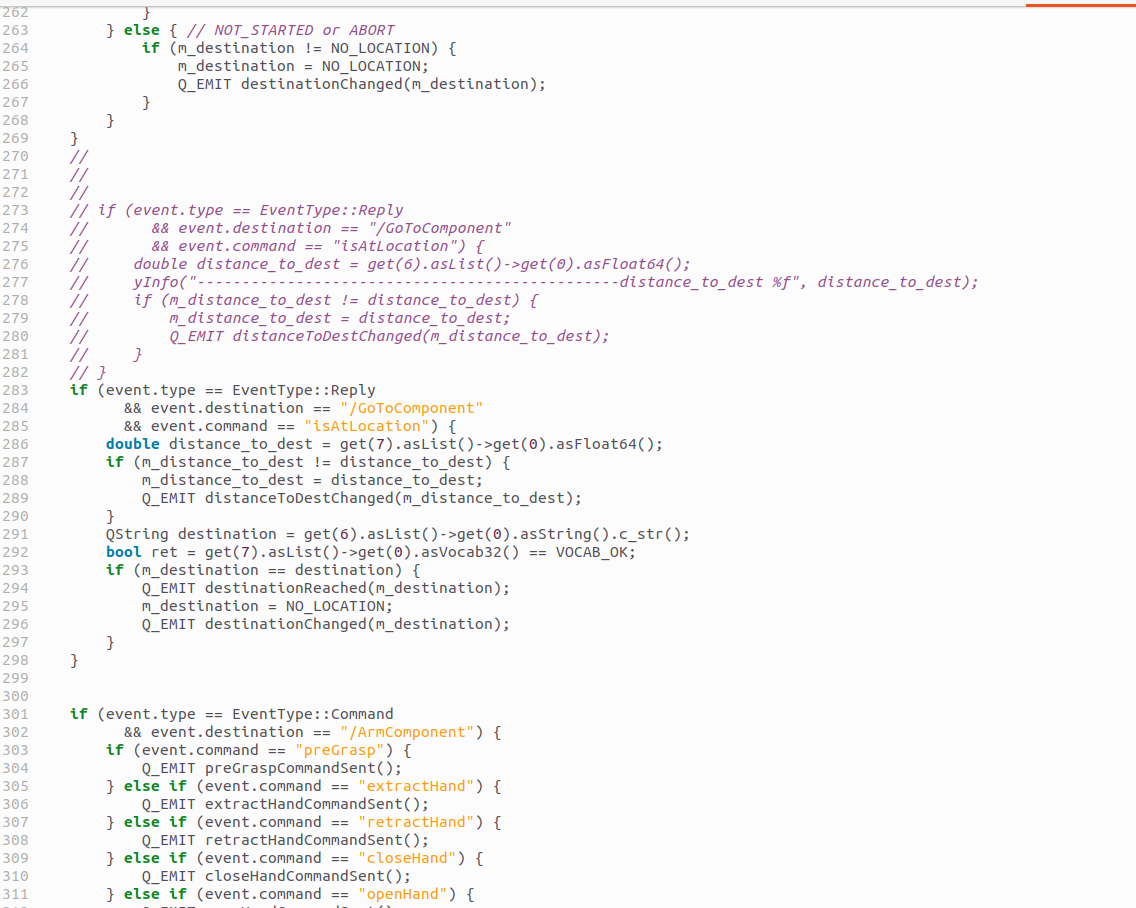 262             }
263         } else { // NOT_STARTED or ABORT
264             if (m_destination != NO_LOCATION) {
265                 m_destination = NO_LOCATION;
266                 Q_EMIT destinationChanged(m_destination);
267             }
268         }
269     }
270     //
271     //
272     //
273     // if (event.type == EventType::Reply
274     //       && event.destination == "/GoToComponent"
275     //       && event.command == "isAtLocation") {
276     //     double distance_to_dest = get(6).asList()->get(0).asFloat64();
277     //     yInfo("-----------------------------------------------distance_to_dest %f", distance_to_dest);
278     //     if (m_distance_to_dest != distance_to_dest) {
279     //         m_distance_to_dest = distance_to_dest;
280     //         Q_EMIT distanceToDestChanged(m_distance_to_dest);
281     //     }
282     // }
283     if (event.type == EventType::Reply
284           && event.destination == "/GoToComponent"
285           && event.command == "isAtLocation") {
286         double distance_to_dest = get(7).asList()->get(0).asFloat64();
287         if (m_distance_to_dest != distance_to_dest) {
288             m_distance_to_dest = distance_to_dest;
289             Q_EMIT distanceToDestChanged(m_distance_to_dest);
290         }
291         QString destination = get(6).asList()->get(0).asString().c_str();
292         bool ret = get(7).asList()->get(0).asVocab32() == VOCAB_OK;
293         if (m_destination == destination) {
294             Q_EMIT destinationReached(m_destination);
295             m_destination = NO_LOCATION;
296             Q_EMIT destinationChanged(m_destination);
297         }
298     }
299
300
301     if (event.type == EventType::Command
302           && event.destination == "/ArmComponent") {
303         if (event.command == "preGrasp") {
304             Q_EMIT preGraspCommandSent();
305         } else if (event.command == "extractHand") {
306             Q_EMIT extractHandCommandSent();
307         } else if (event.command == "retractHand") {
308             Q_EMIT retractHandCommandSent();
309         } else if (event.command == "closeHand") {
310             Q_EMIT closeHandCommandSent();
311         } else if (event.command == "openHand") {